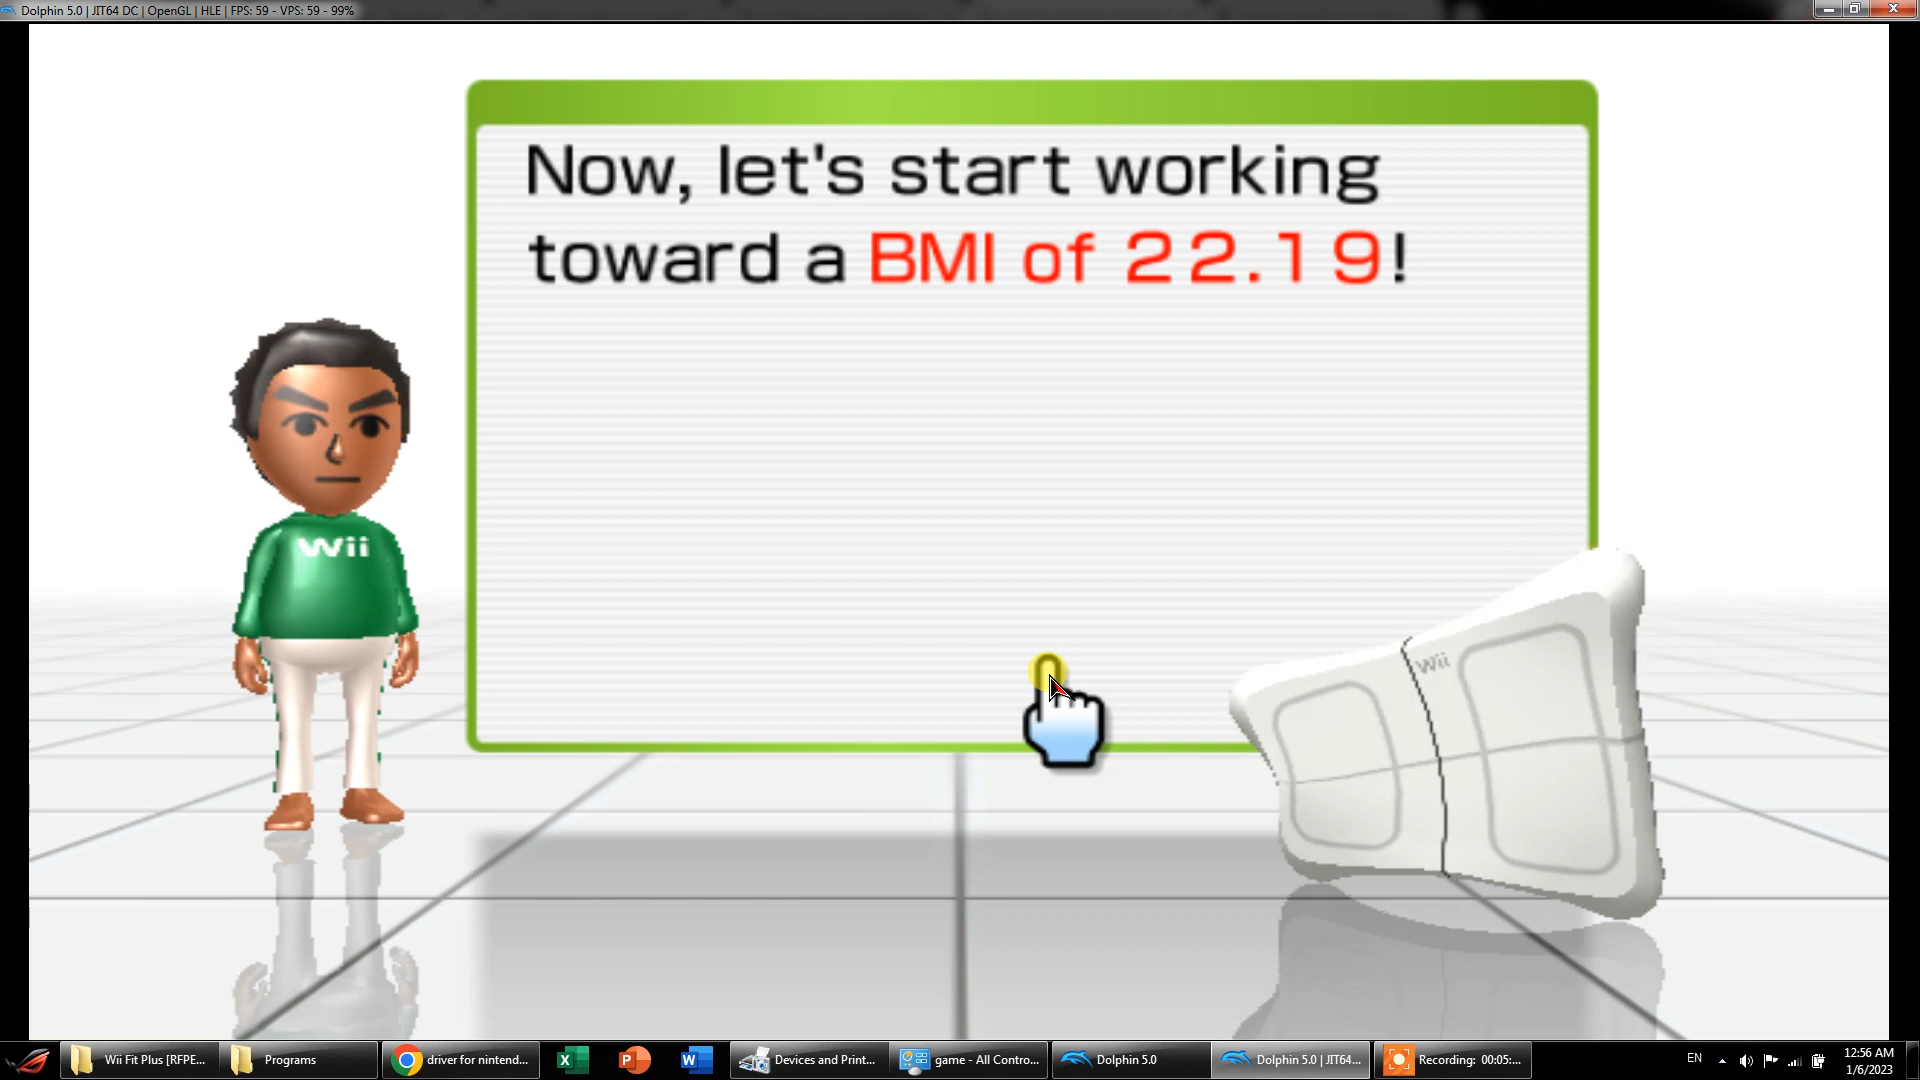 Dolphin 5.0 | JIT64 DC | OpenGL | HLE | FPS: 59 - VPS: 59 - 99%
Now, let's start working
toward a BMI of 22.19!
Wii
Wii
Wii Fit Plus [RFPE...
Programs
driver for nintend...
Devices and Print...
game - All Contro...
Dolphin 5.0
Dolphin 5.0 | JIT64...
Recording: 00:05:...
EN
12:56 AM
1/6/2023